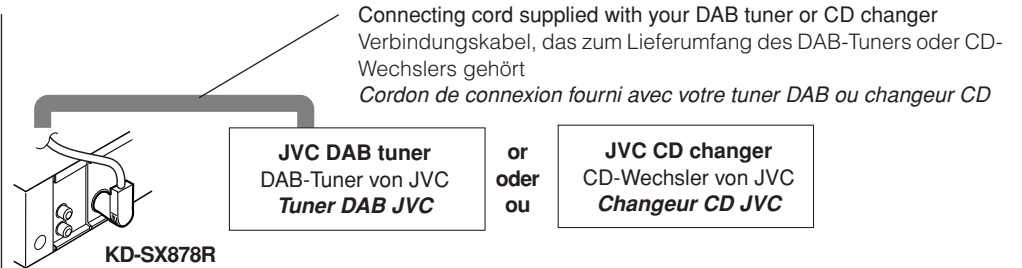 Connecting cord supplied with your DAB tuner or CD changer
Verbindungskabel, das zum Lieferumfang des DAB-Tuners oder CD-
Wechslers gehört
Cordon de connexion fourni avec votre tuner DAB ou changeur CD
JVC DAB tuner
DAB-Tuner von JVC
Tuner DAB JVC
or
oder
ou
JVC CD changer
CD-Wechsler von JVC
Changeur CD JVC
KD-SX878R